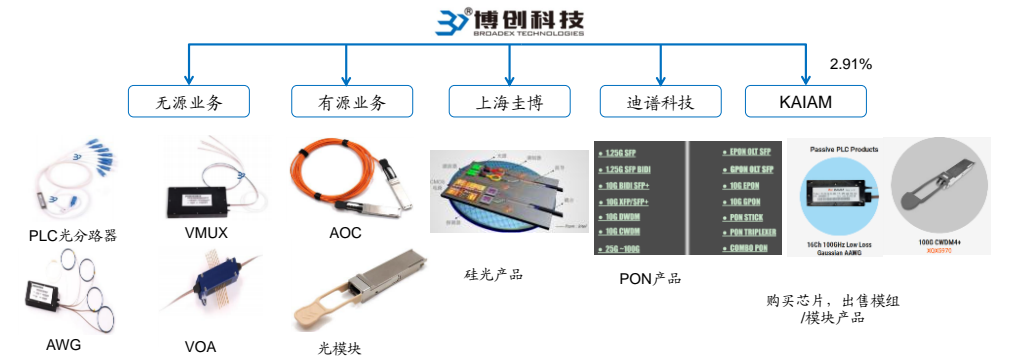 博创科技
BROADEX TECHNOLOGIES
2.91%
无源业务
有源业务
上海圭博
迪谱科技
KAIAM
PLC光分路器
VMUX
AOC
AWG
VOA
光模块
硅光产品
• 1.25G SFP
• 1.25G SFP BIDI
• 10G BIDI SFP+
• 10G XFP/SFP+
• 10G DWDM
• 10G CWDM
• 25G ~100G
• EPON OLT SFP
• GPON OLT SFP
• 10G EPON
• 10G GPON
• PON STICK
• PON TRIPLEXER
• COMBO PON
PON产品
Passive PLC Products
16Ch 100GHz Low Loss
Gaussian AAWG
100G CWDM4+
XQX3970
购买芯片，出售模组
/模块产品